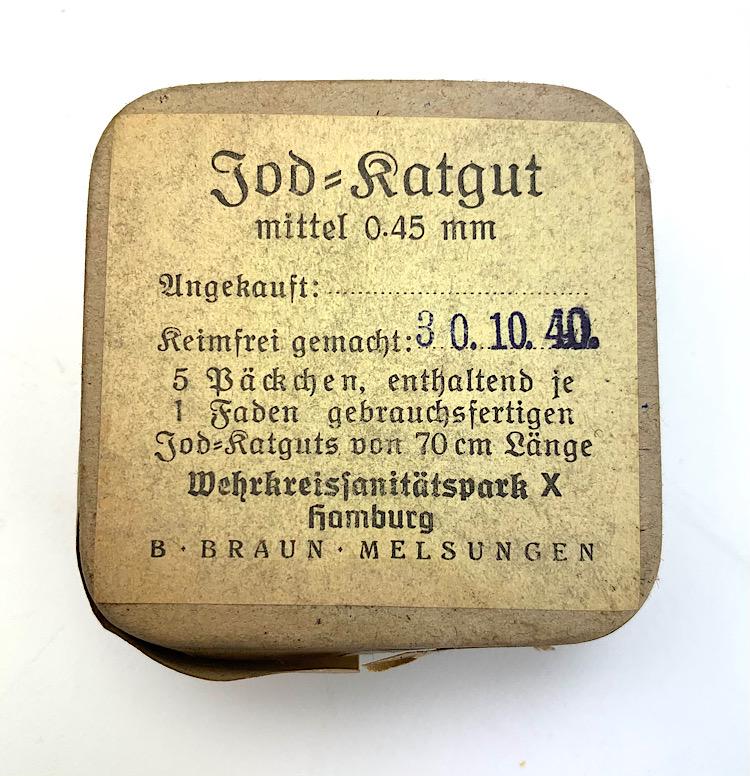 Jod-Katgut
mittel 0.45 mm
Angekauft:
Keimfrei gemacht: 30.10.40.
5 Päckchen, enthaltend je
1 Faden gebrauchsfertigen
Jod-Katguts von 70 cm Länge
Wehrkreissanitätspark X
Hamburg
B · BRAUN · MELSUNGEN